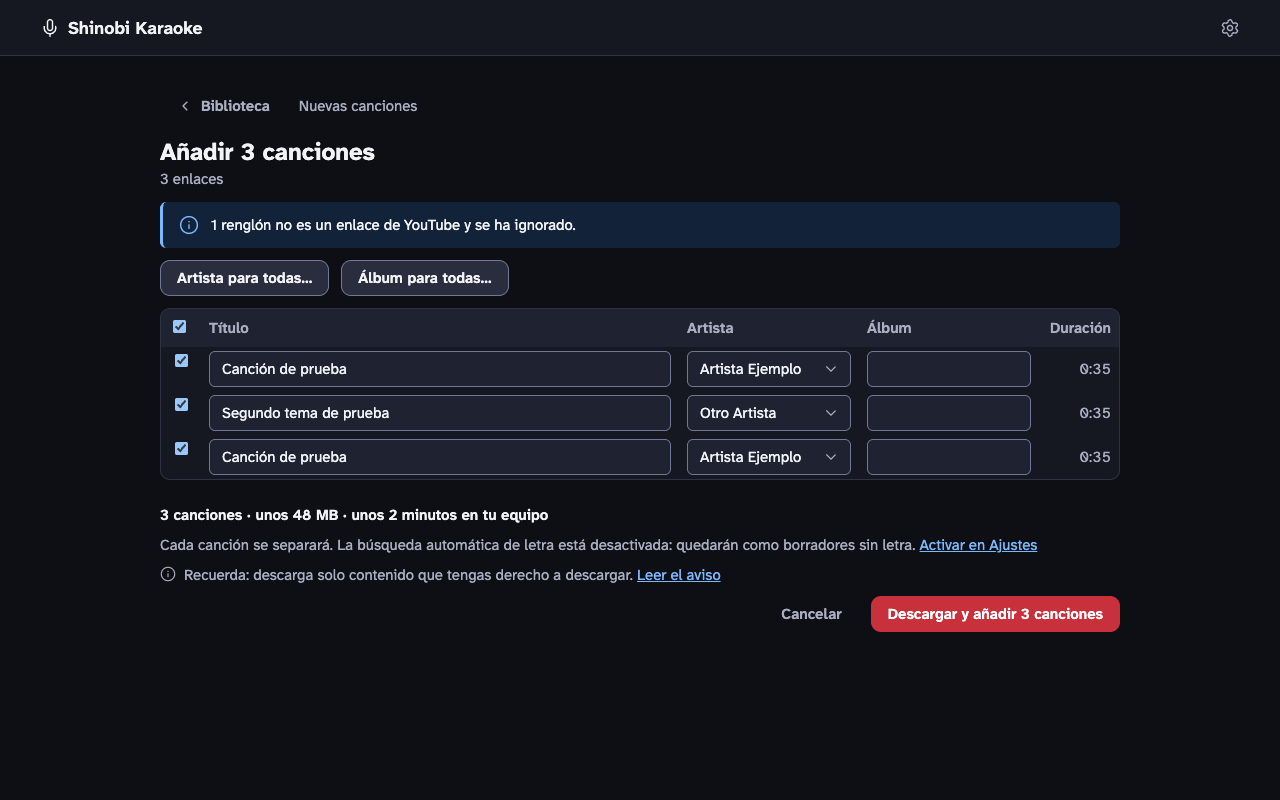 Shinobi Karaoke
Biblioteca Nuevas canciones
Añadir 3 canciones
3 enlaces
1 renglón no es un enlace de YouTube y se ha ignorado.
Artista para todas... Álbum para todas...
Título Artista Álbum Duración
Canción de prueba Artista Ejemplo 0:35
Segundo tema de prueba Otro Artista 0:35
Canción de prueba Artista Ejemplo 0:35
3 canciones · unos 48 MB · unos 2 minutos en tu equipo
Cada canción se separará. La búsqueda automática de letra está desactivada: quedarán como borradores sin letra. Activar en Ajustes
Recuerda: descarga solo contenido que tengas derecho a descargar. Leer el aviso
Cancelar Descargar y añadir 3 canciones